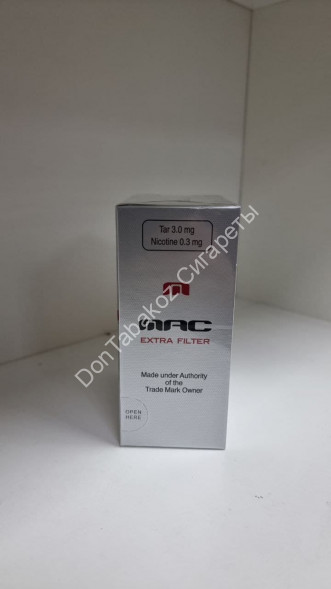 Tar 3.0 mg
Nicotine 0.3 mg
MAC
EXTRA FILTER
Made under Authority
of the
Trade Mark Owner
OPEN
HERE
DonTabakoz Сигареты